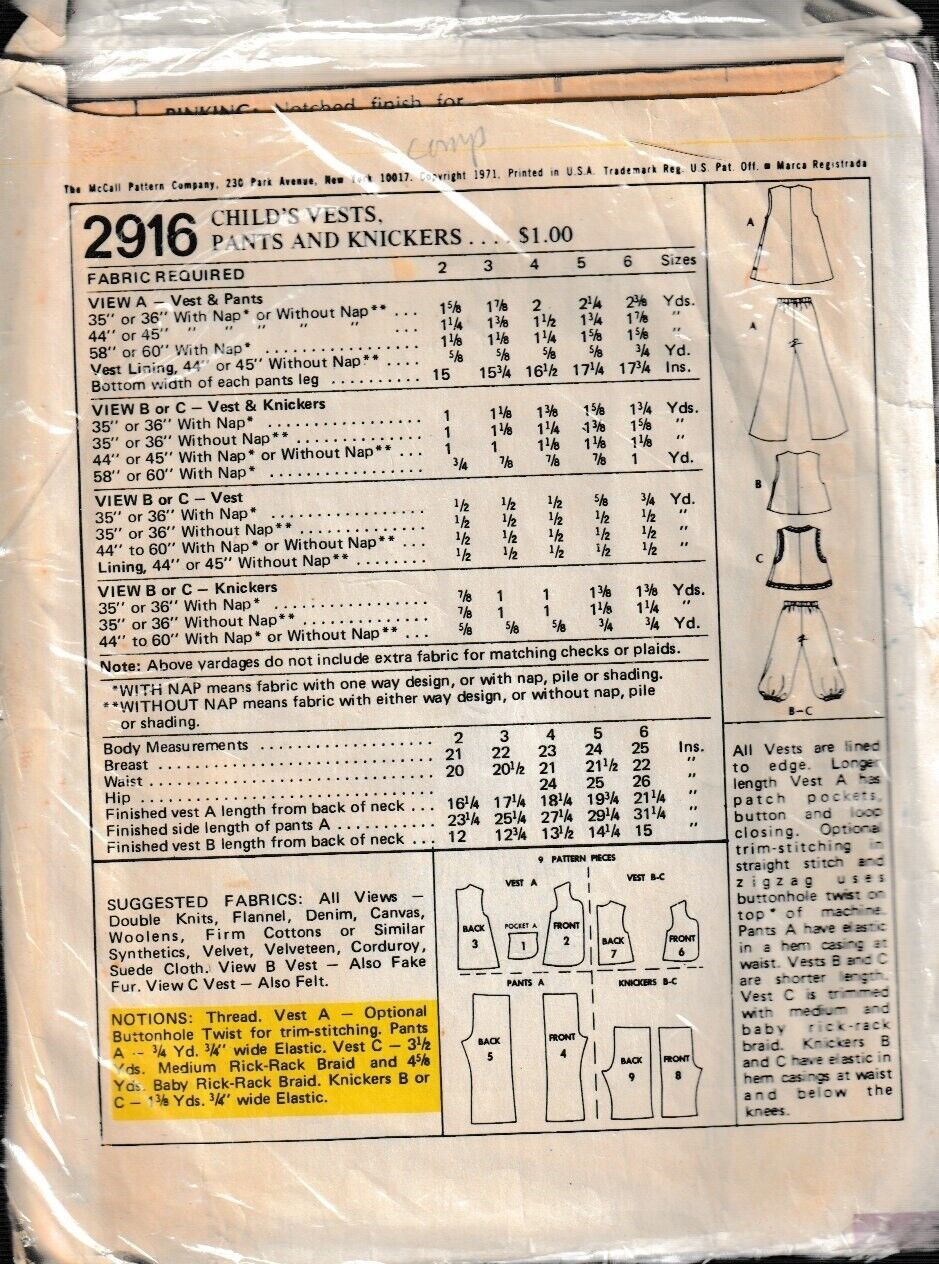 PINKING: Notched finish for
comp
The McCall Pattern Company, 230 Park Avenue, New York 10017. Copyright 1971. Printed in U.S.A. Trademark Reg. U.S. Pat. Off. ■ Marca Registrada
2916 CHILD'S VESTS,
PANTS AND KNICKERS .... $1.00
FABRIC REQUIRED 2 3 4 5 6 Sizes
VIEW A — Vest & Pants
35" or 36" With Nap* or Without Nap** 1⅝ 1⅞ 2 2¼ 2⅜ Yds.
44" or 45" " " " " " ... 1¼ 1⅜ 1½ 1¾ 1⅞ "
58" or 60" With Nap* .................. 1⅛ 1⅛ 1¼ 1⅝ 1⅝ "
Vest Lining, 44" or 45" Without Nap** .... ⅝ ⅝ ⅝ ⅝ ¾ Yd.
Bottom width of each pants leg .......... 15 15¾ 16½ 17¼ 17¾ Ins.
VIEW B or C — Vest & Knickers
35" or 36" With Nap* .................. 1 1⅛ 1⅜ 1⅝ 1¾ Yds.
35" or 36" Without Nap** ............... 1 1⅛ 1¼ 1⅜ 1⅝ "
44" or 45" With Nap* or Without Nap** ... 1 1 1⅛ 1⅛ 1⅛ "
58" or 60" With Nap* .................. ¾ ⅞ ⅞ ⅞ 1 Yd.
VIEW B or C — Vest
35" or 36" With Nap* .................. ½ ½ ½ ⅝ ¾ Yd.
35" or 36" Without Nap** ............... ½ ½ ½ ½ ½ "
44" to 60" With Nap* or Without Nap** ... ½ ½ ½ ½ ½ "
Lining, 44" or 45" Without Nap** ........ ½ ½ ½ ½ ½ "
VIEW B or C — Knickers
35" or 36" With Nap* .................. ⅞ 1 1 1⅜ 1⅜ Yds.
35" or 36" Without Nap** ............... ⅞ 1 1 1⅛ 1¼ "
44" to 60" With Nap* or Without Nap** ... ⅝ ⅝ ⅝ ¾ ¾ Yd.
Note: Above yardages do not include extra fabric for matching checks or plaids.
*WITH NAP means fabric with one way design, or with nap, pile or shading.
**WITHOUT NAP means fabric with either way design, or without nap, pile
or shading.
Body Measurements .................... 2 3 4 5 6
Breast ................................ 21 22 23 24 25 Ins.
Waist ................................ 20 20½ 21 21½ 22 "
Hip .................................. 24 25 26 "
Finished vest A length from back of neck ... 16¼ 17¼ 18¼ 19¾ 21¼ "
Finished side length of pants A .......... 23¼ 25¼ 27¼ 29¼ 31¼ "
Finished vest B length from back of neck ... 12 12¾ 13½ 14¼ 15 "
A
A
B
C
B-C
All Vests are lined
to edge. Longer
length Vest A has
patch pockets,
button and loop
closing. Optional
trim-stitching in
straight stitch and
zigzag uses
buttonhole twist on
top* of machine.
Pants A have elastic
in a hem casing at
waist. Vests B and C
are shorter length.
Vest C is trimmed
with medium and
baby rick-rack
braid. Knickers B
and C have elastic in
hem casings at waist
and below the
knees.
SUGGESTED FABRICS: All Views —
Double Knits, Flannel, Denim, Canvas,
Woolens, Firm Cottons or Similar
Synthetics, Velvet, Velveteen, Corduroy,
Suede Cloth. View B Vest — Also Fake
Fur. View C Vest — Also Felt.
NOTIONS: Thread. Vest A — Optional
Buttonhole Twist for trim-stitching. Pants
A — ¾ Yd. ¾" wide Elastic. Vest C — 3½
Yds. Medium Rick-Rack Braid and 4⅝
Yds. Baby Rick-Rack Braid. Knickers B or
C — 1⅜ Yds. ¾" wide Elastic.
9 PATTERN PIECES
VEST A
BACK 3
POCKET A 1
FRONT 2
VEST B-C
BACK 7
FRONT 6
PANTS A
BACK 5
FRONT 4
KNICKERS B-C
BACK 9
FRONT 8